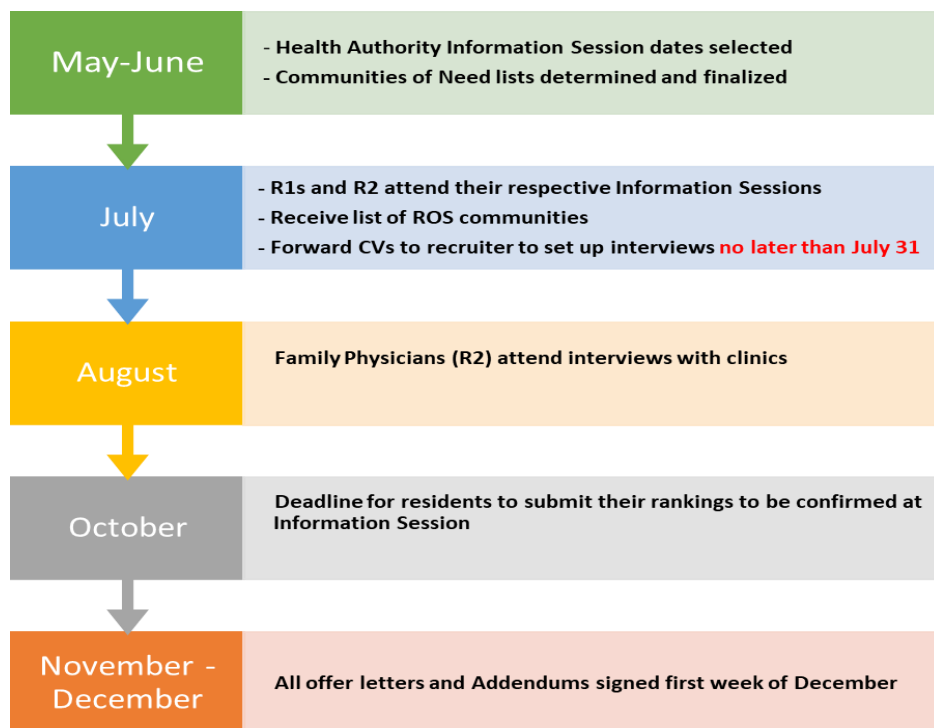 May-June
- Health Authority Information Session dates selected
- Communities of Need lists determined and finalized
July
- R1s and R2 attend their respective Information Sessions
- Receive list of ROS communities
- Forward CVs to recruiter to set up interviews no later than July 31
August
Family Physicians (R2) attend interviews with clinics
October
Deadline for residents to submit their rankings to be confirmed at
Information Session
November -
December
All offer letters and Addendums signed first week of December